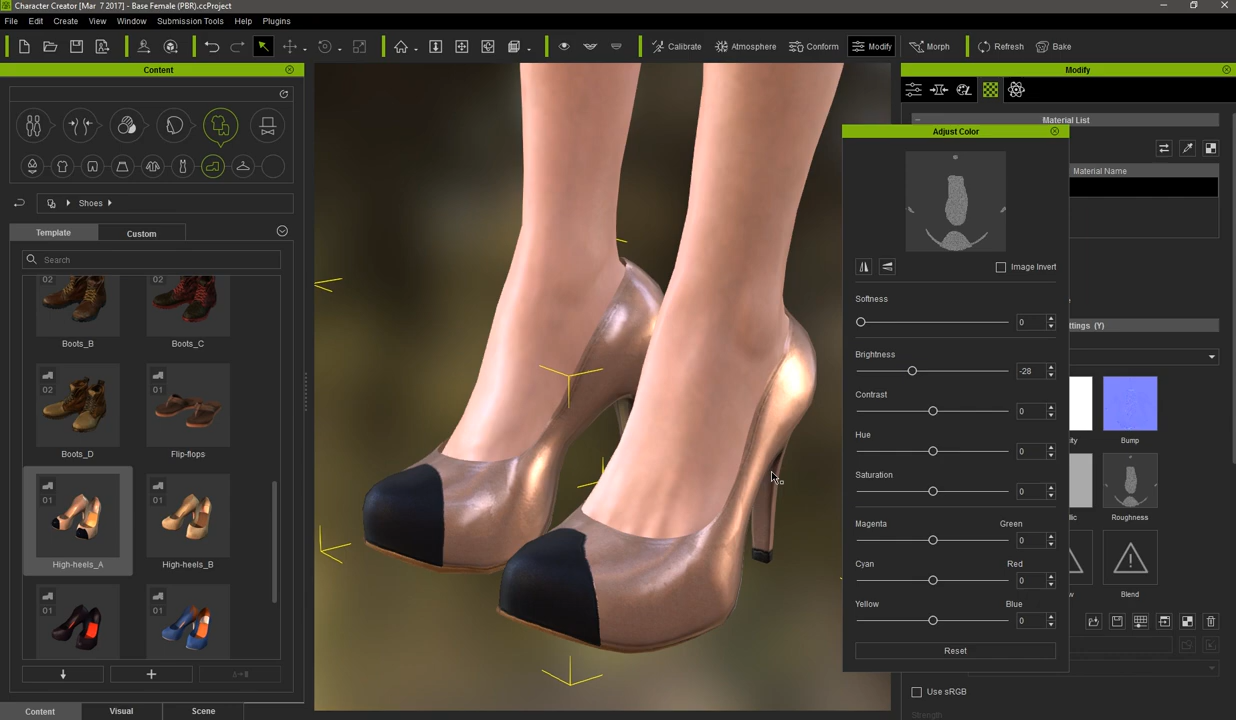 Character Creator [Mar 7 2017] - Base Female (PBR).ccProject
File Edit Create View Window Submission Tools Help Plugins
Calibrate Atmosphere Conform Modify Morph Refresh Bake
Content
Shoes
Template Custom
Search
02 02
Boots_B Boots_C
02 01
Boots_D Flip-flops
01 01
High-heels_A High-heels_B
01 01
Content Visual Scene
Modify
Material List
Material Name
Adjust Color
Image Invert
Softness
0
Brightness
-28
Contrast
0
Hue
0
Saturation
0
Magenta Green
0
Cyan Red
0
Yellow Blue
0
Reset
ttings (Y)
ity Bump
lic Roughness
w Blend
Use sRGB
Strength